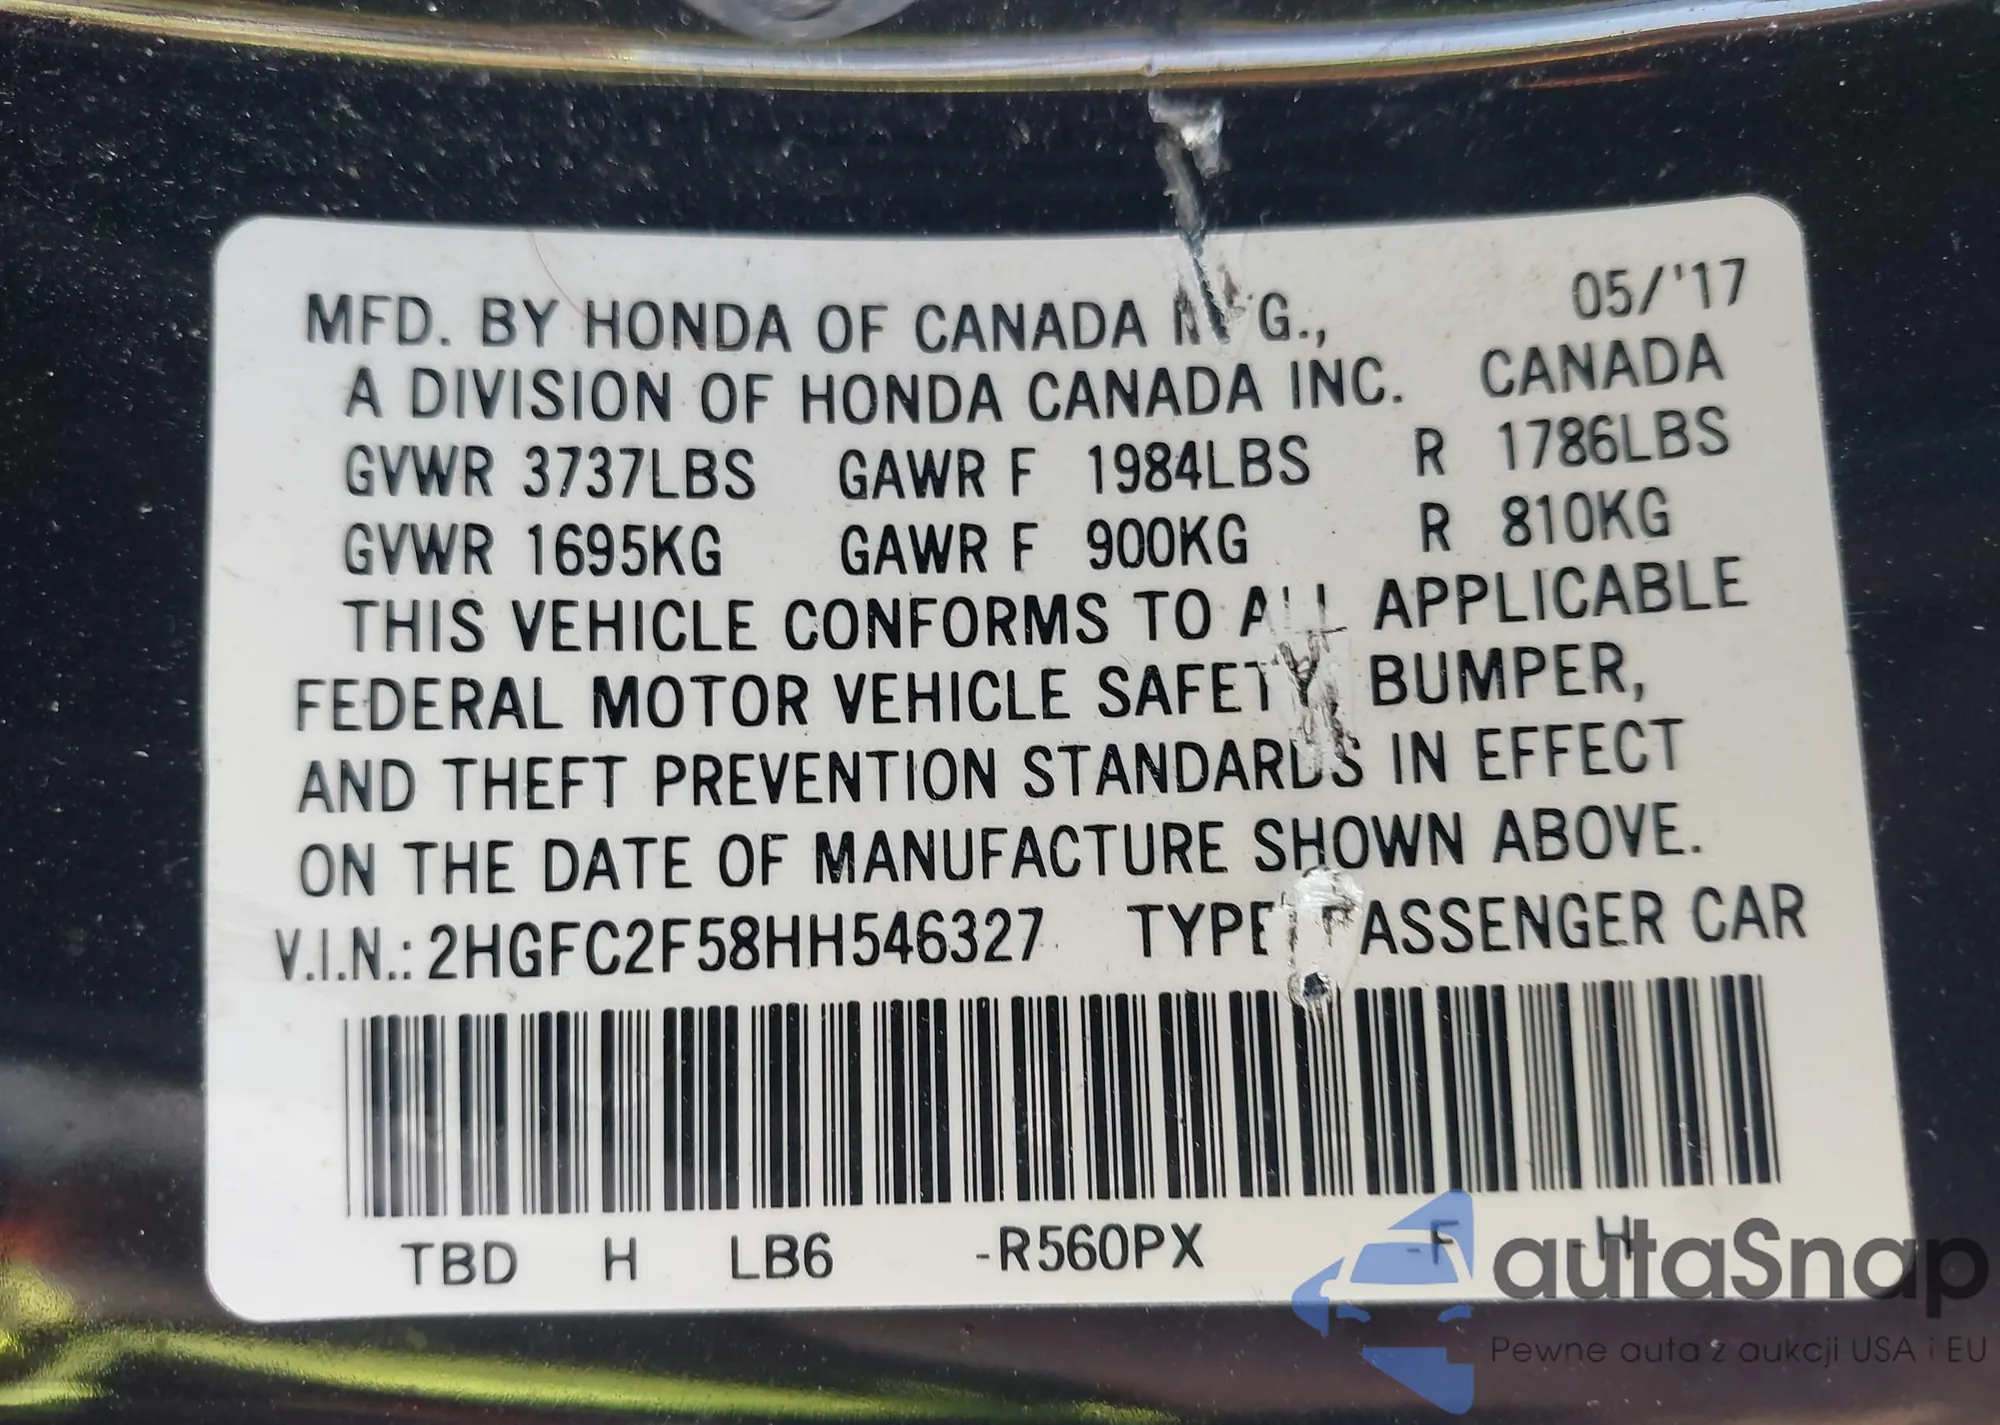 05/'17
MFD. BY HONDA OF CANADA MFG.,
A DIVISION OF HONDA CANADA INC. CANADA
GVWR 3737LBS GAWR F 1984LBS R 1786LBS
GVWR 1695KG GAWR F 900KG R 810KG
THIS VEHICLE CONFORMS TO ALL APPLICABLE
FEDERAL MOTOR VEHICLE SAFETY, BUMPER,
AND THEFT PREVENTION STANDARDS IN EFFECT
ON THE DATE OF MANUFACTURE SHOWN ABOVE.
V.I.N.: 2HGFC2F58HH546327 TYPE: PASSENGER CAR
TBD H LB6 -R560PX -F -H
autaSnap
Pewne auta z aukcji USA i EU